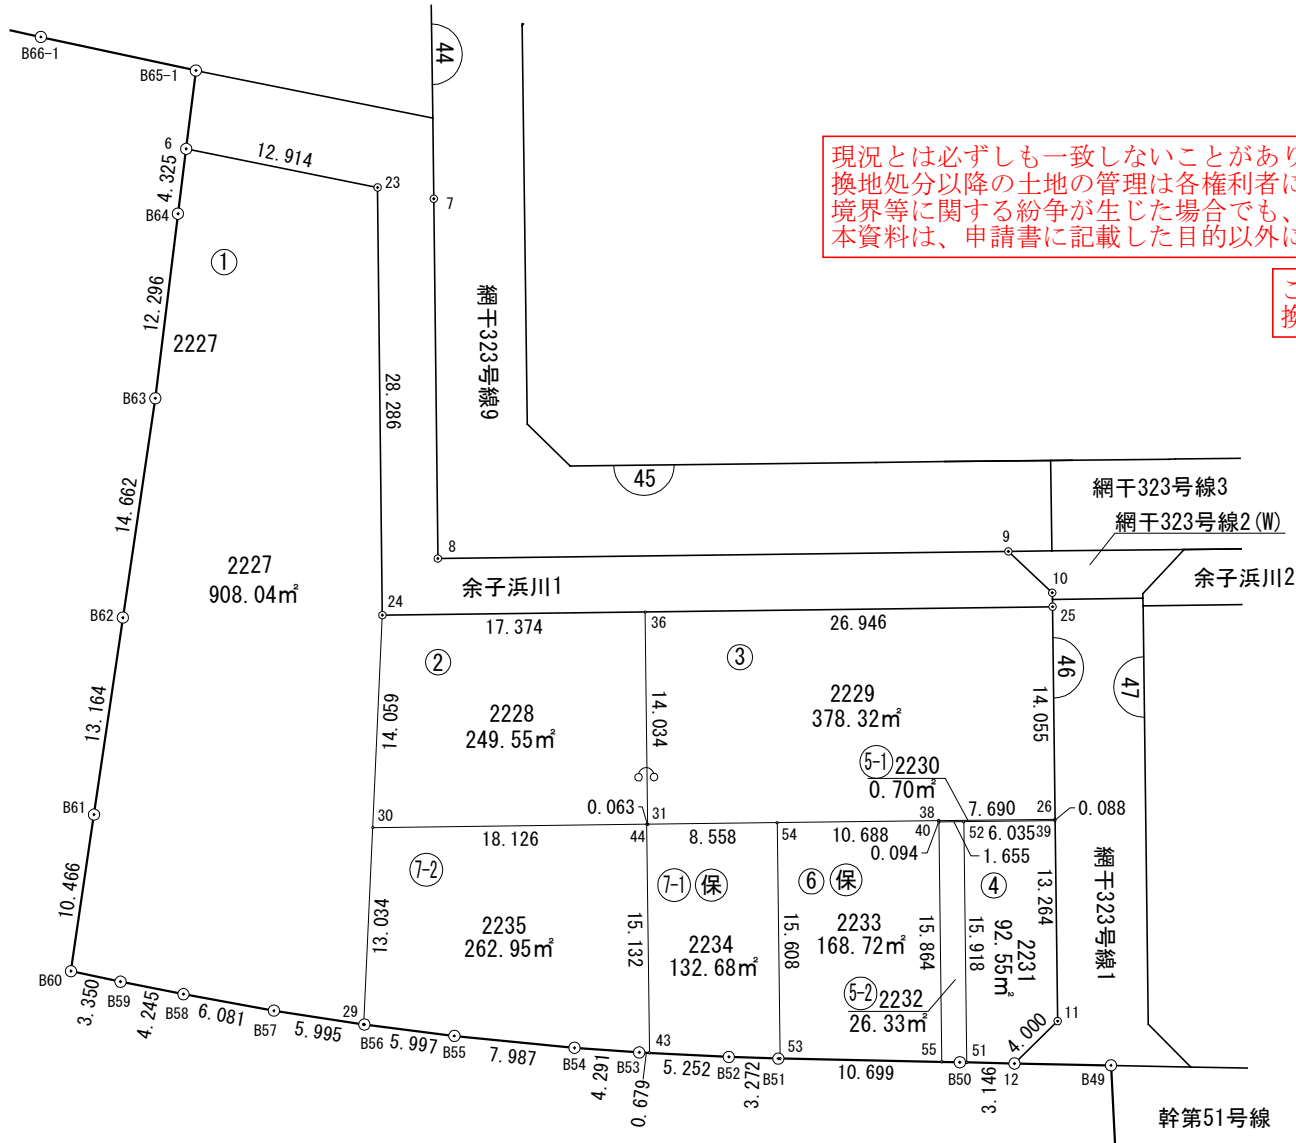 B66-1
B65-1
44
6
12.914
23
7
4.325
B64
①
12.296
2227
B63
28.286
網干323号線9
現況とは必ずしも一致しないことがあり
換地処分以降の土地の管理は各権利者に
境界等に関する紛争が生じた場合でも、
本資料は、申請書に記載した目的以外に
こ
換
45
網干323号線3
網干323号線2(W)
14.662
2227
908.04㎡
8
9
10
余子浜川1
余子浜川2
B62
24
17.374
36
26.946
25
②
③
46
47
13.164
14.059
2228
249.55㎡
14.034
2229
378.32㎡
14.055
5-1 2230
0.70㎡
B61
30
0.063
31
38
7.690
26
0.088
18.126
44
8.558
54
10.688
40
52
6.035
39
0.094
1.655
7-2
7-1 保
⑥ 保
④
13.264
網干323号線1
10.466
13.034
2235
262.95㎡
15.132
2234
132.68㎡
15.608
2233
168.72㎡
15.864
15.918
2231
92.55㎡
5-2 2232
26.33㎡
B60
3.350
B59
4.245
B58
6.081
B57
5.995
29
B56
5.997
B55
7.987
B54
4.291
B53
0.679
43
5.252
B52
3.272
B51
53
10.699
55
B50
51
3.146
12
4.000
11
B49
幹第51号線